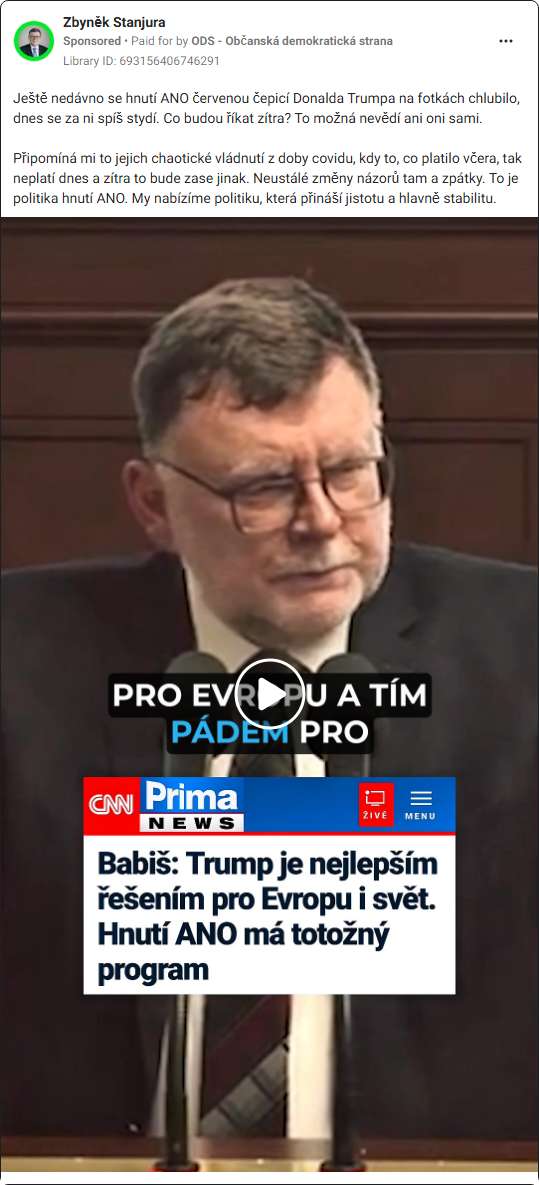 Zbyněk Stanjura
Sponsored • Paid for by ODS - Občanská demokratická strana
Library ID: 693156406746291
Ještě nedávno se hnutí ANO červenou čepicí Donalda Trumpa na fotkách chlubilo,
dnes se za ni spíš stydí. Co budou říkat zítra? To možná nevědí ani oni sami.
Připomíná mi to jejich chaotické vládnutí z doby covidu, kdy to, co platilo včera, tak
neplatí dnes a zítra to bude zase jinak. Neustálé změny názorů tam a zpátky. To je
politika hnutí ANO. My nabízíme politiku, která přináší jistotu a hlavně stabilitu.
PRO EVROPU A TÍM
PÁDEM PRO
CNN Prima
NEWS
ŽIVĚ
MENU
Babiš: Trump je nejlepším
řešením pro Evropu i svět.
Hnutí ANO má totožný
program